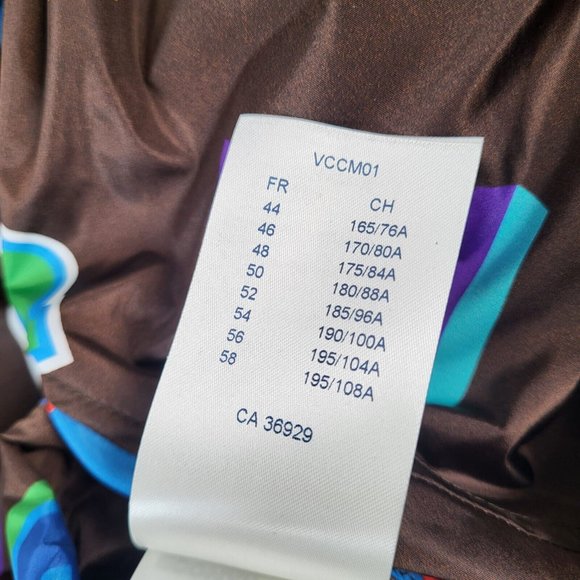 VCCM01
FR CH
44 165/76A
46 170/80A
48 175/84A
50 180/88A
52 185/96A
54 190/100A
56 195/104A
58 195/108A
CA 36929